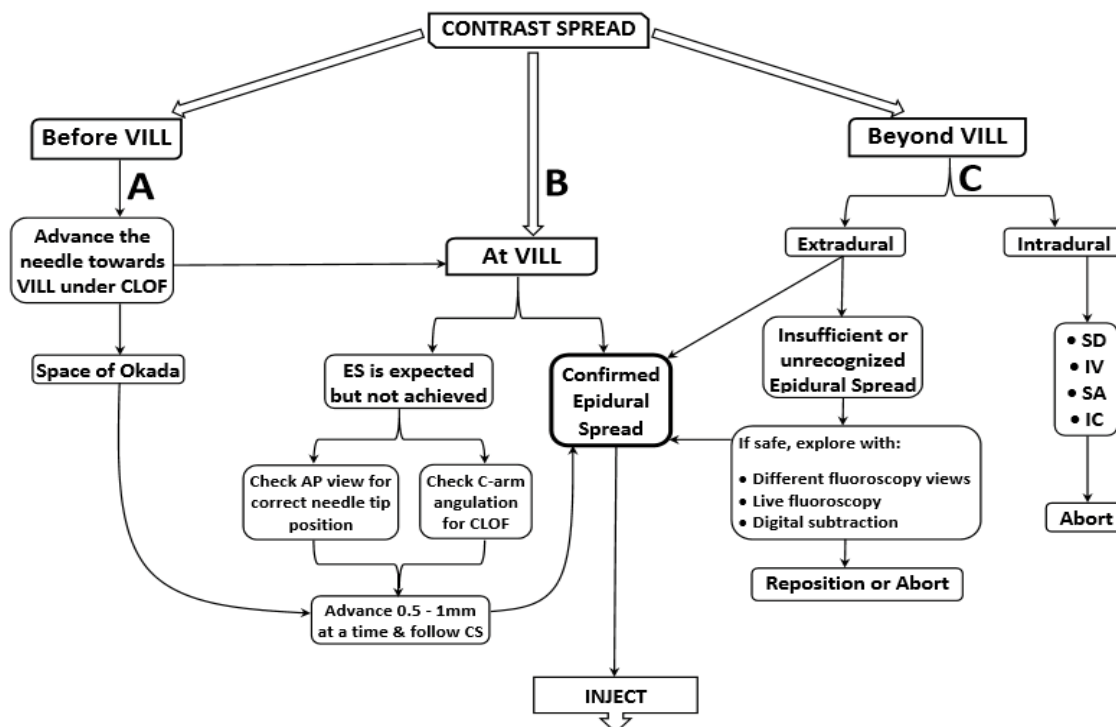 CONTRAST SPREAD
Before VILL
Beyond VILL
A
B
C
Advance the
needle towards
VILL under CLOF
At VILL
Extradural
Intradural
Space of Okada
ES is expected
but not achieved
Confirmed
Epidural
Spread
Insufficient or
unrecognized
Epidural Spread
• SD
• IV
• SA
• IC
Check AP view for
correct needle tip
position
Check C-arm
angulation
for CLOF
If safe, explore with:
• Different fluoroscopy views
• Live fluoroscopy
• Digital subtraction
Abort
Reposition or Abort
Advance 0.5 - 1mm
at a time & follow CS
INJECT